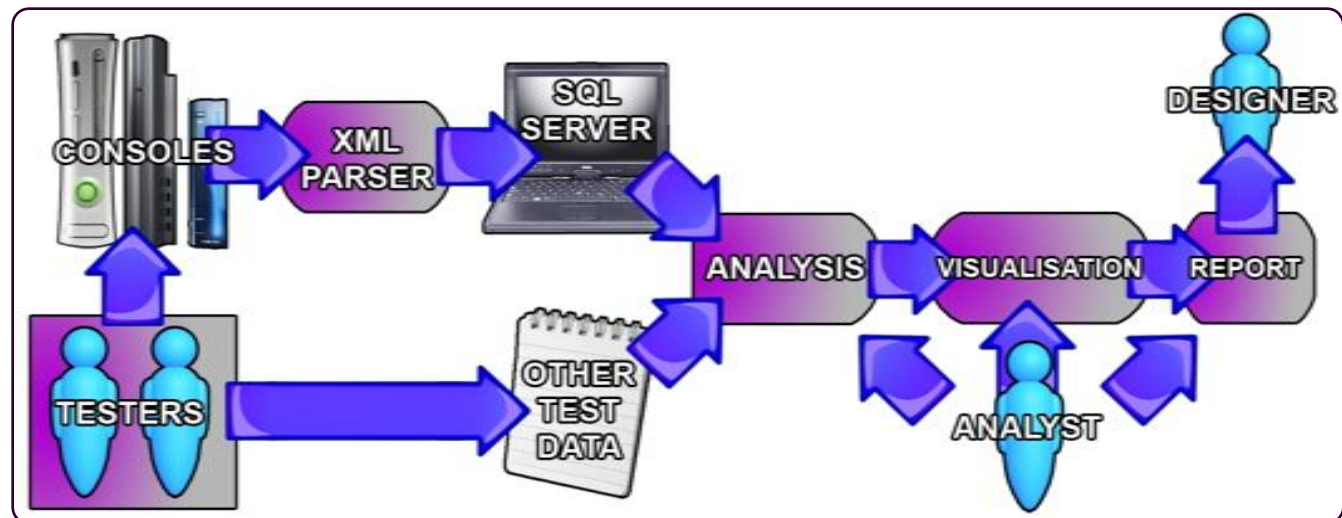 CONSOLES
XML
PARSER
SQL
SERVER
DESIGNER
ANALYSIS
VISUALISATION
REPORT
TESTERS
OTHER
TEST
DATA
ANALYST